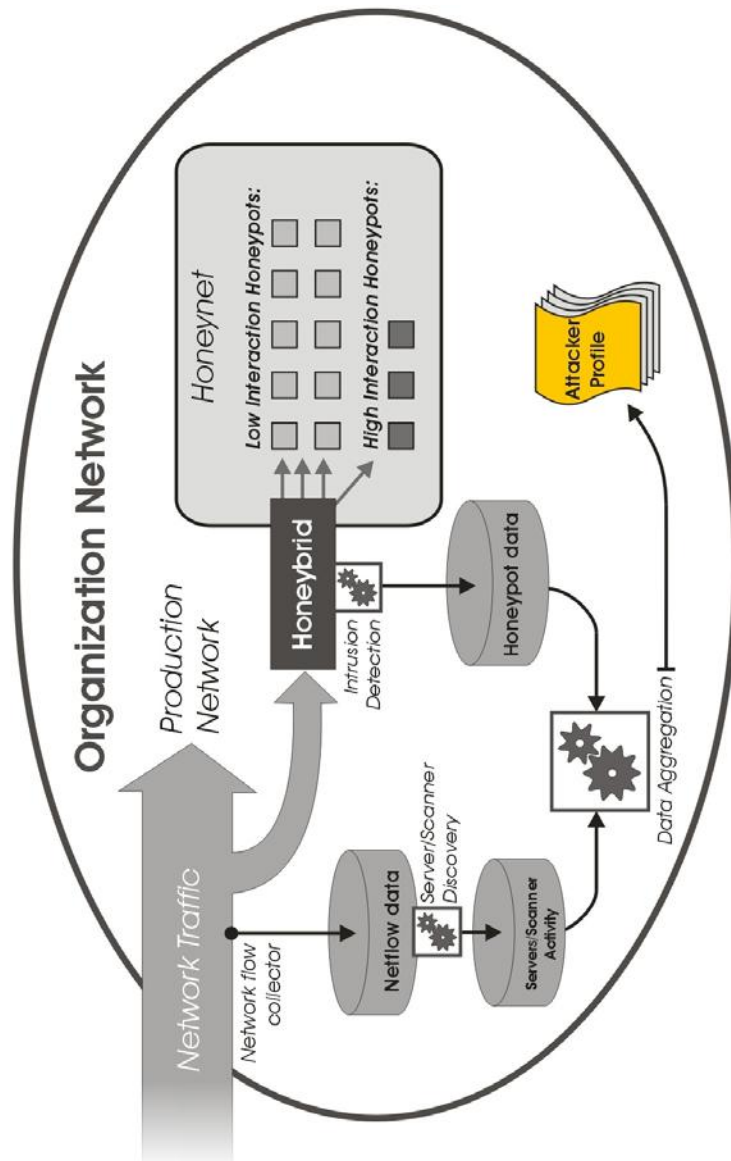 Organization Network
Network Traffic
Production
Network
Honeynet
Low Interaction Honeypots:
High Interaction Honeypots:
Honeybrid
Intrusion
Detection
Network flow
collector
Netflow data
Server/Scanner
Discovery
Servers/Scanner
Activity
Honeypot data
Data Aggregation
Attacker
Profile